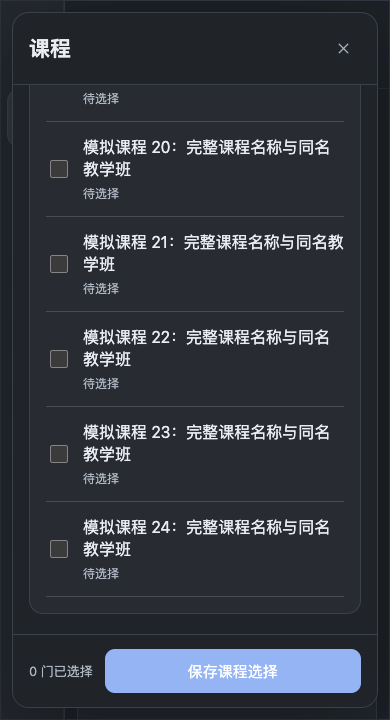 课程
待选择
模拟课程 20：完整课程名称与同名
教学班
待选择
模拟课程 21：完整课程名称与同名教
学班
待选择
模拟课程 22：完整课程名称与同名
教学班
待选择
模拟课程 23：完整课程名称与同名
教学班
待选择
模拟课程 24：完整课程名称与同名
教学班
待选择
0 门已选择
保存课程选择